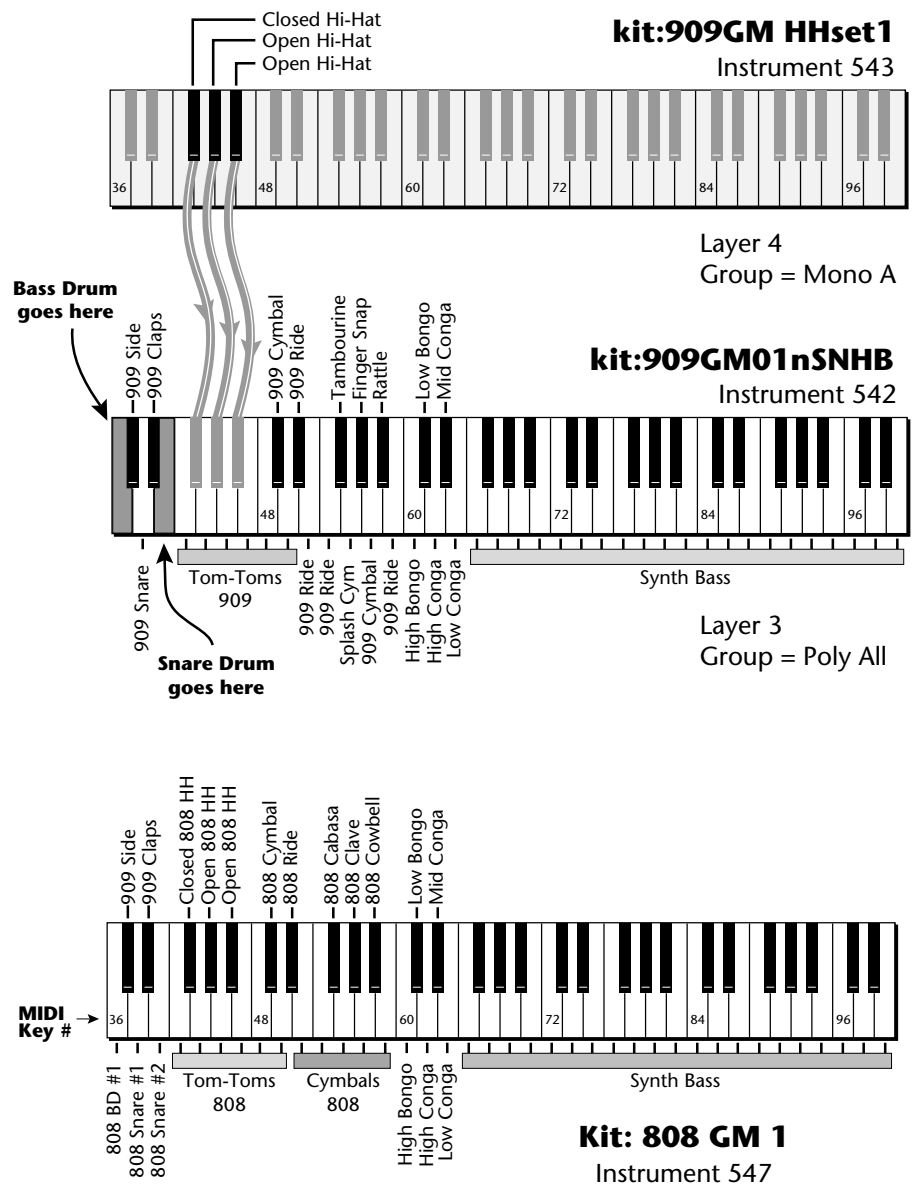 Closed Hi-Hat
Open Hi-Hat
Open Hi-Hat
kit:909GM HHset1
Instrument 543
36
48
60
72
84
96
Layer 4
Group = Mono A
Bass Drum
goes here
909 Side
909 Claps
909 Cymbal
909 Ride
Tambourine
Finger Snap
Rattle
Low Bongo
Mid Conga
kit:909GM01nSNHB
Instrument 542
48
60
72
84
96
909 Snare
Tom-Toms
909
909 Ride
909 Ride
Splash Cym
909 Cymbal
909 Ride
High Bongo
High Conga
Low Conga
Synth Bass
Snare Drum
goes here
Layer 3
Group = Poly All
909 Side
909 Claps
Closed 808 HH
Open 808 HH
Open 808 HH
808 Cymbal
808 Ride
808 Cabasa
808 Clave
808 Cowbell
Low Bongo
Mid Conga
MIDI
Key #
36
48
60
72
84
96
808 BD #1
808 Snare #1
808 Snare #2
Tom-Toms
808
Cymbals
808
High Bongo
High Conga
Low Conga
Synth Bass
Kit: 808 GM 1
Instrument 547